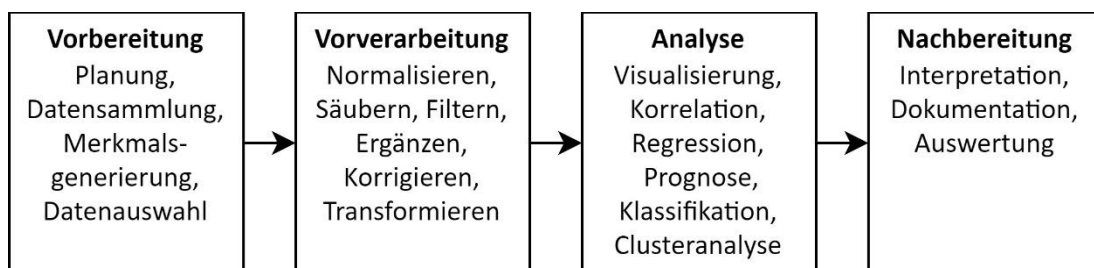 Vorbereitung
Planung,
Datensammlung,
Merkmals-
generierung,
Datenauswahl
Vorverarbeitung
Normalisieren,
Säubern, Filtern,
Ergänzen,
Korrigieren,
Transformieren
Analyse
Visualisierung,
Korrelation,
Regression,
Prognose,
Klassifikation,
Clusteranalyse
Nachbereitung
Interpretation,
Dokumentation,
Auswertung